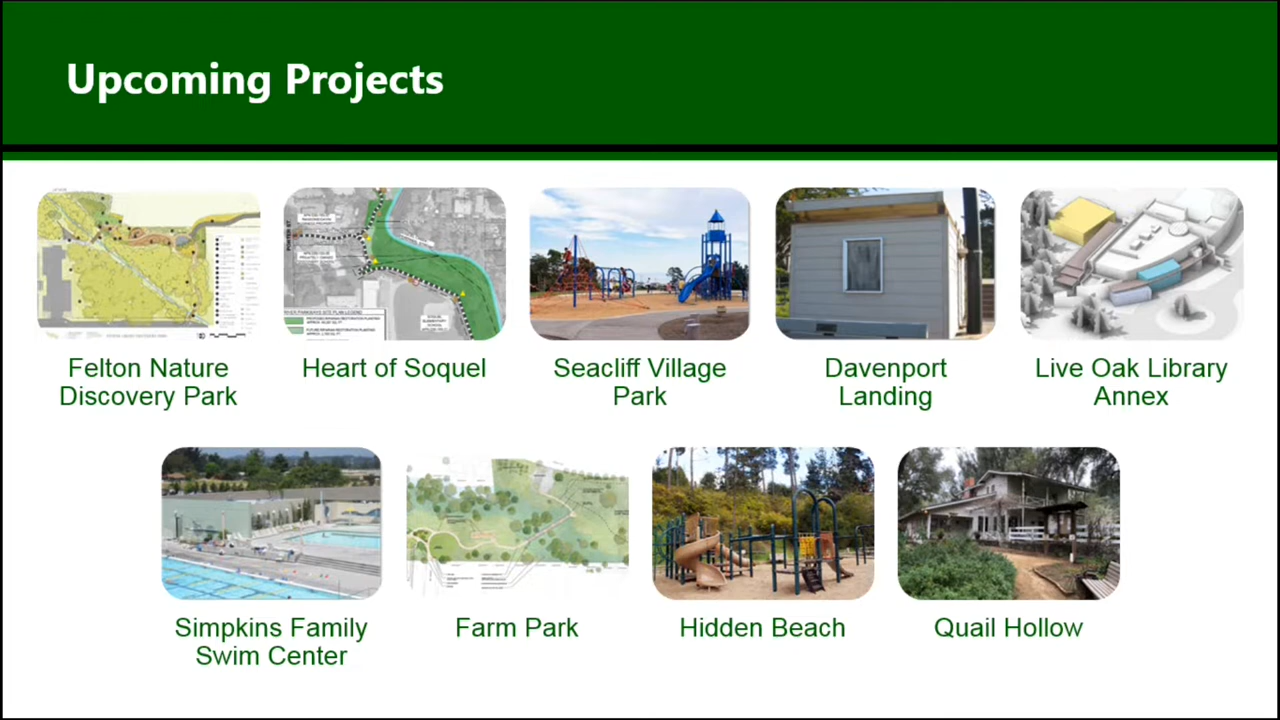 Upcoming Projects
Felton Nature
Discovery Park
Heart of Soquel
Seacliff Village
Park
Davenport
Landing
Live Oak Library
Annex
Simpkins Family
Swim Center
Farm Park
Hidden Beach
Quail Hollow